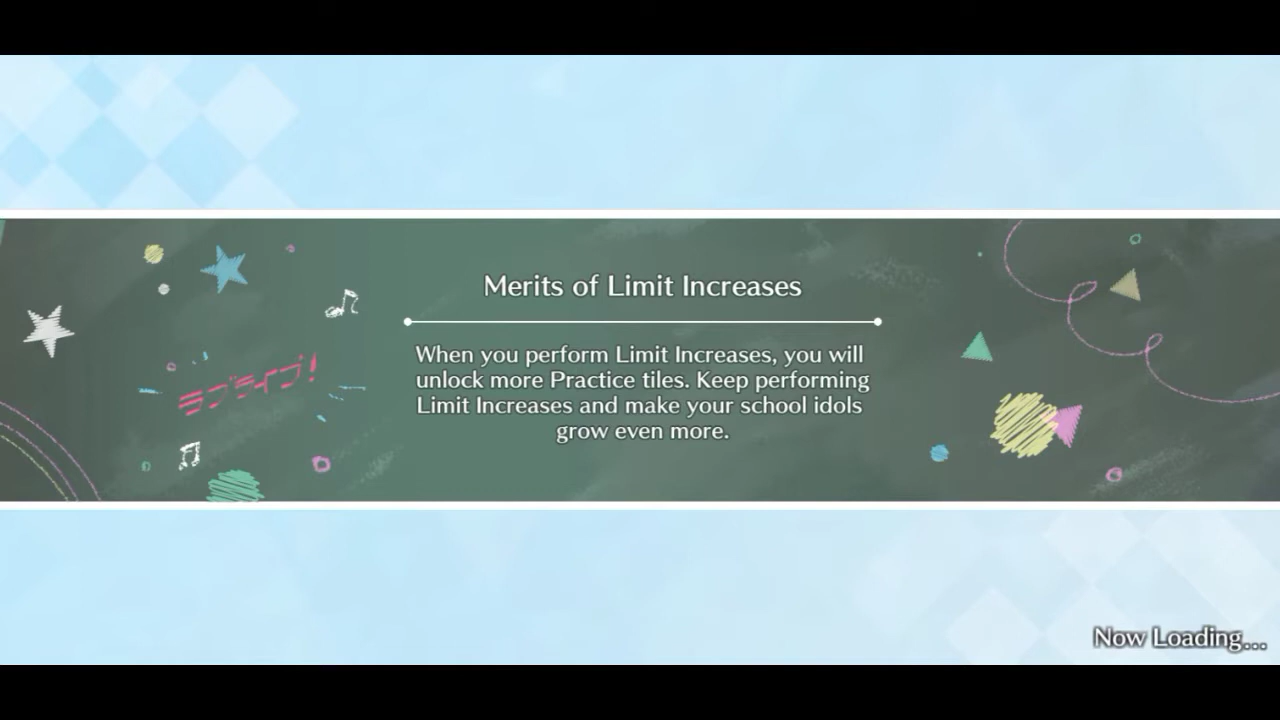 Merits of Limit Increases
When you perform Limit Increases, you will
unlock more Practice tiles. Keep performing
Limit Increases and make your school idols
grow even more.
ラブライブ!
Now Loading...